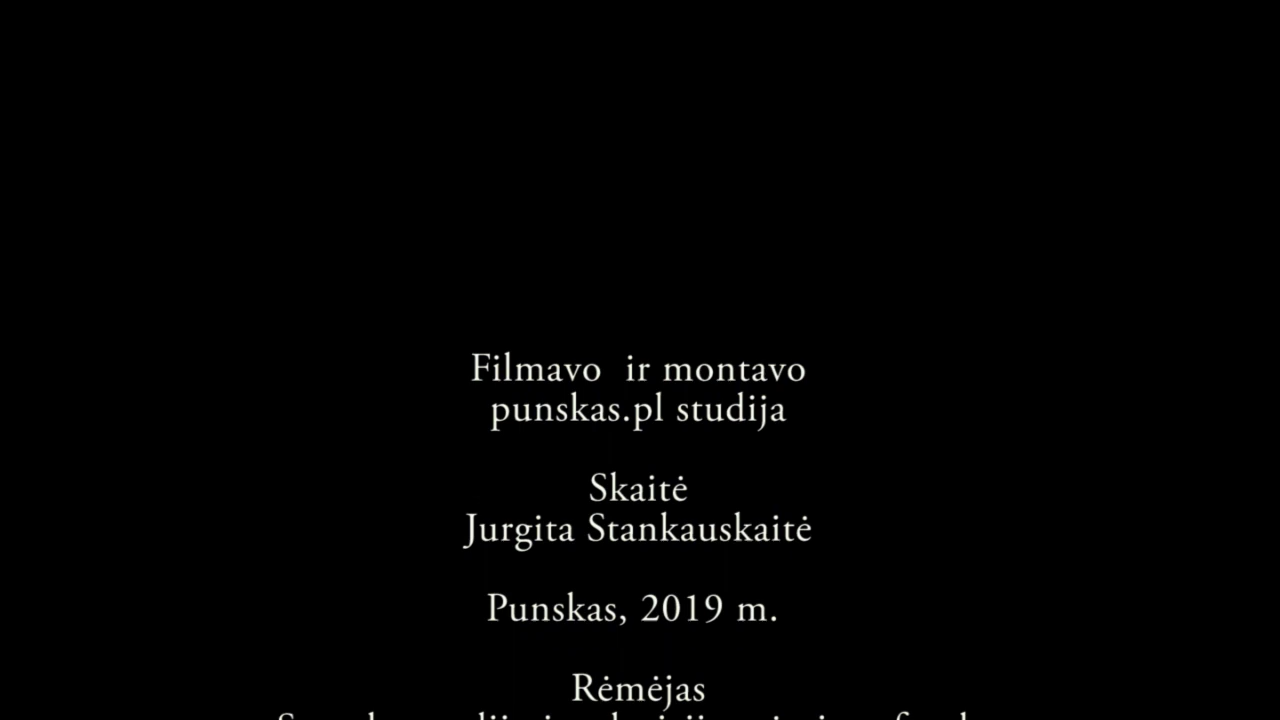 Filmavo  ir montavo
punskas.pl studija
Skaitė
Jurgita Stankauskaitė
Punskas, 2019 m.
Rėmėjas